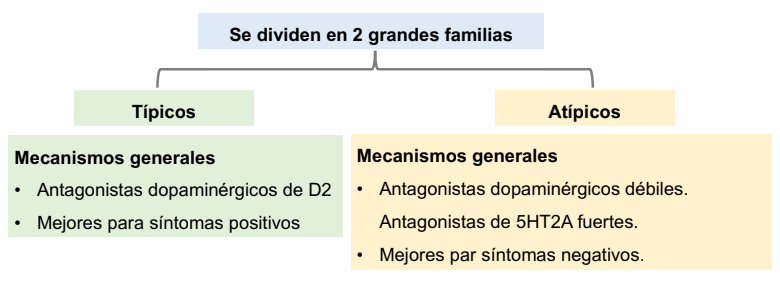 Se dividen en 2 grandes familias
Típicos
Mecanismos generales
• Antagonistas dopaminérgicos de D2
• Mejores para síntomas positivos
Atípicos
Mecanismos generales
• Antagonistas dopaminérgicos débiles.
Antagonistas de 5HT2A fuertes.
• Mejores par síntomas negativos.